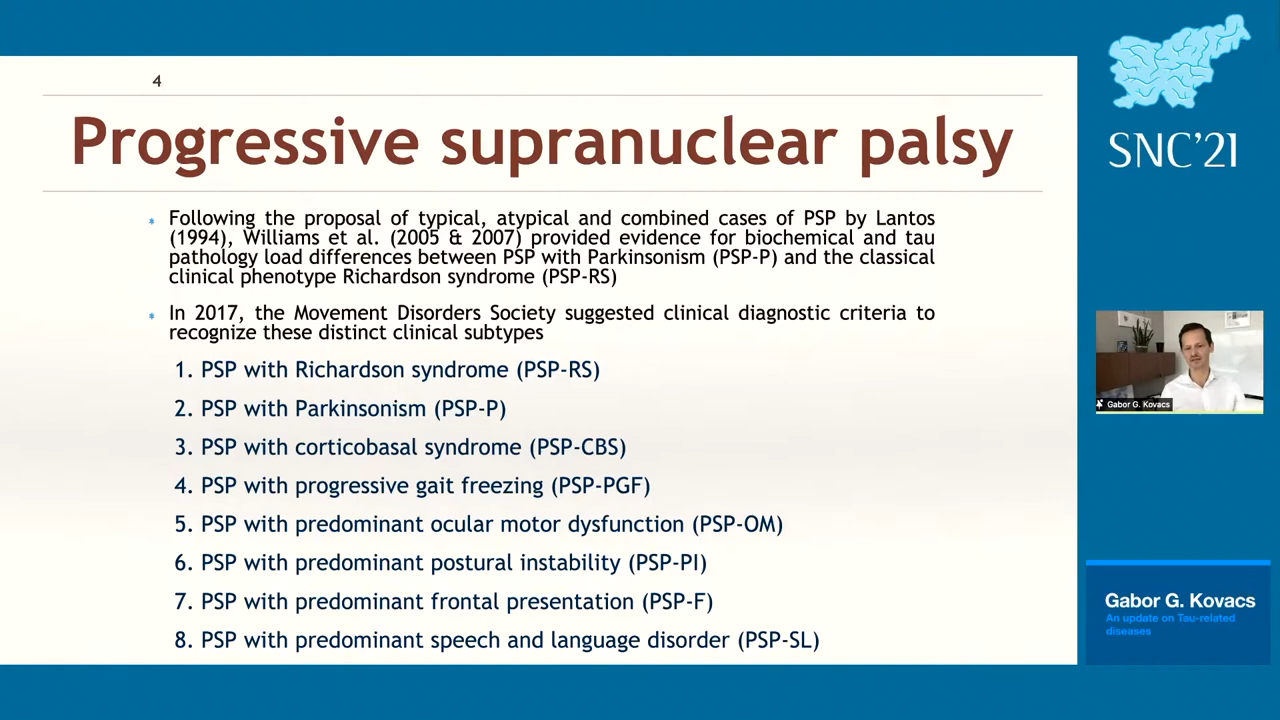 4
Progressive supranuclear palsy
Following the proposal of typical, atypical and combined cases of PSP by Lantos
(1994), Williams et al. (2005 & 2007) provided evidence for biochemical and tau
pathology load differences between PSP with Parkinsonism (PSP-P) and the classical
clinical phenotype Richardson syndrome (PSP-RS)
In 2017, the Movement Disorders Society suggested clinical diagnostic criteria to
recognize these distinct clinical subtypes
1. PSP with Richardson syndrome (PSP-RS)
2. PSP with Parkinsonism (PSP-P)
3. PSP with corticobasal syndrome (PSP-CBS)
4. PSP with progressive gait freezing (PSP-PGF)
5. PSP with predominant ocular motor dysfunction (PSP-OM)
6. PSP with predominant postural instability (PSP-PI)
7. PSP with predominant frontal presentation (PSP-F)
8. PSP with predominant speech and language disorder (PSP-SL)
SNC'21
Gabor G. Kovacs
Gabor G. Kovacs
An update on Tau-related
diseases